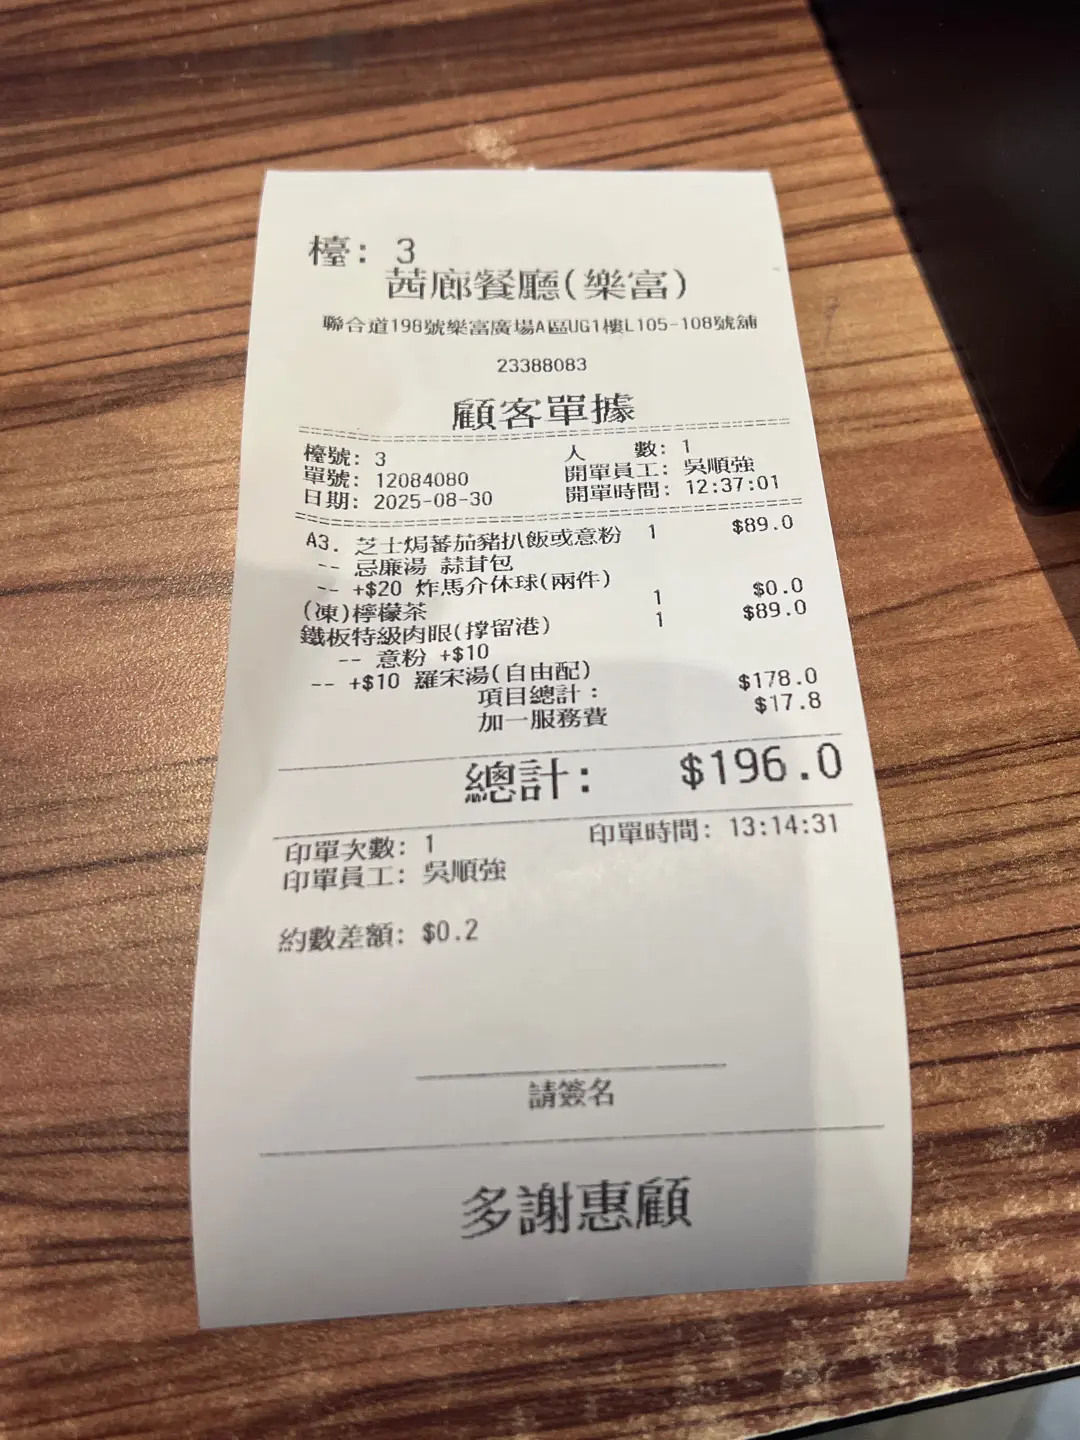 檯: 3
茜廊餐廳(樂富)
聯合道198號樂富廣場A區UG1樓L105-108號舖
23388083
顧客單據
檯號: 3 人 數: 1
單號: 12084080 開單員工: 吳順強
日期: 2025-08-30 開單時間: 12:37:01
A3. 芝士焗蕃茄豬扒飯或意粉 1 $89.0
-- 忌廉湯 蒜茸包
-- +$20 炸馬介休球(兩件)
(凍)檸檬茶 1 $0.0
鐵板特級肉眼(撐留港) 1 $89.0
-- 意粉 +$10
-- +$10 羅宋湯(自由配)
項目總計: $178.0
加一服務費 $17.8
總計: $196.0
印單次數: 1 印單時間: 13:14:31
印單員工: 吳順強
約數差額: $0.2
請簽名
多謝惠顧